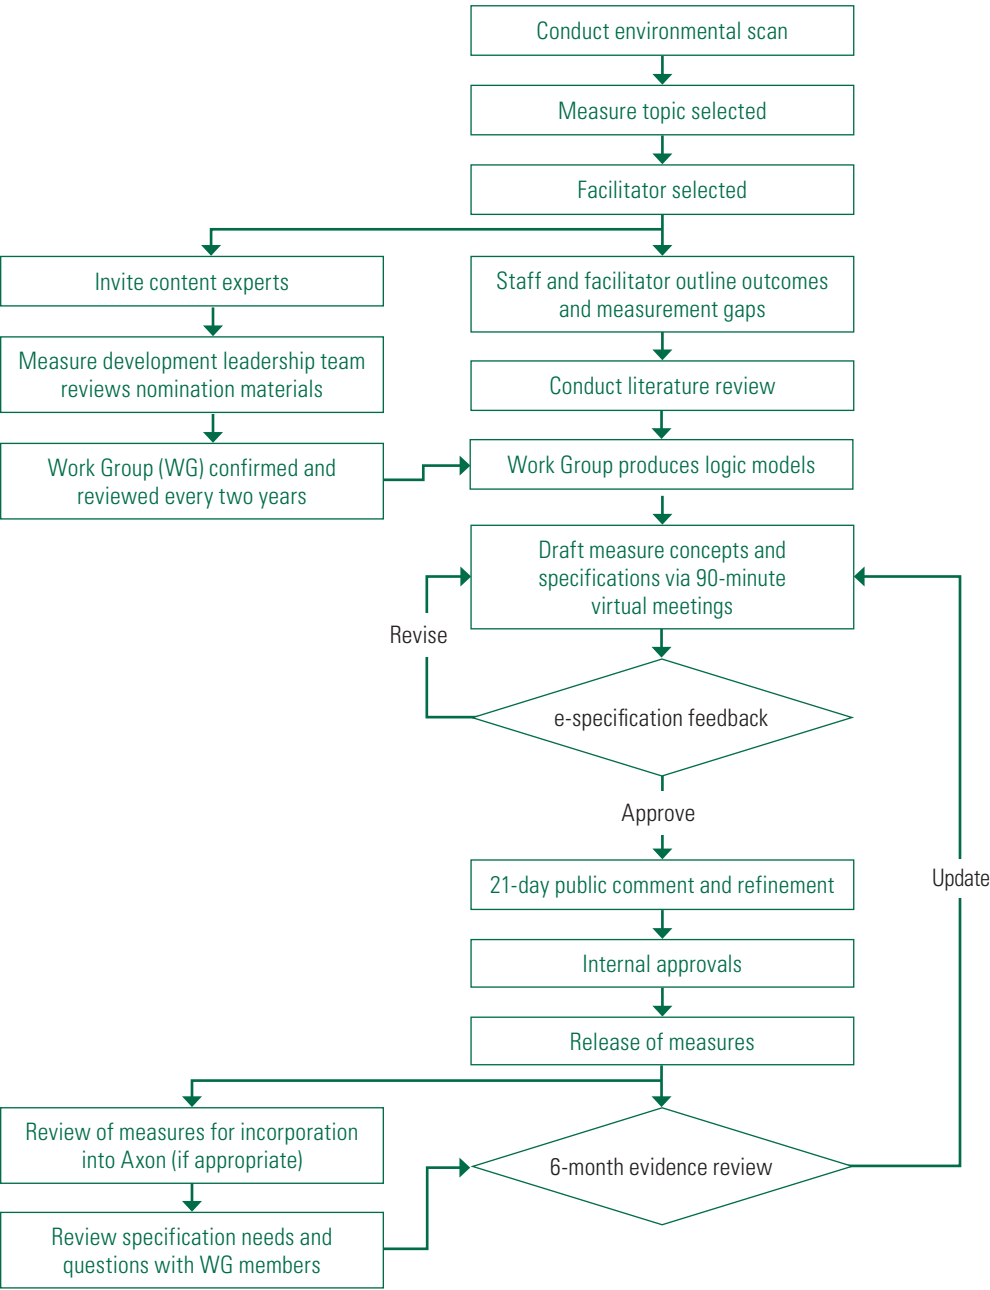 Conduct environmental scan
Measure topic selected
Facilitator selected
Invite content experts
Staff and facilitator outline outcomes
and measurement gaps
Measure development leadership team
reviews nomination materials
Conduct literature review
Work Group (WG) confirmed and
reviewed every two years
Work Group produces logic models
Draft measure concepts and
specifications via 90-minute
virtual meetings
Revise
e-specification feedback
Approve
21-day public comment and refinement
Update
Internal approvals
Release of measures
Review of measures for incorporation
into Axon (if appropriate)
6-month evidence review
Review specification needs and
questions with WG members